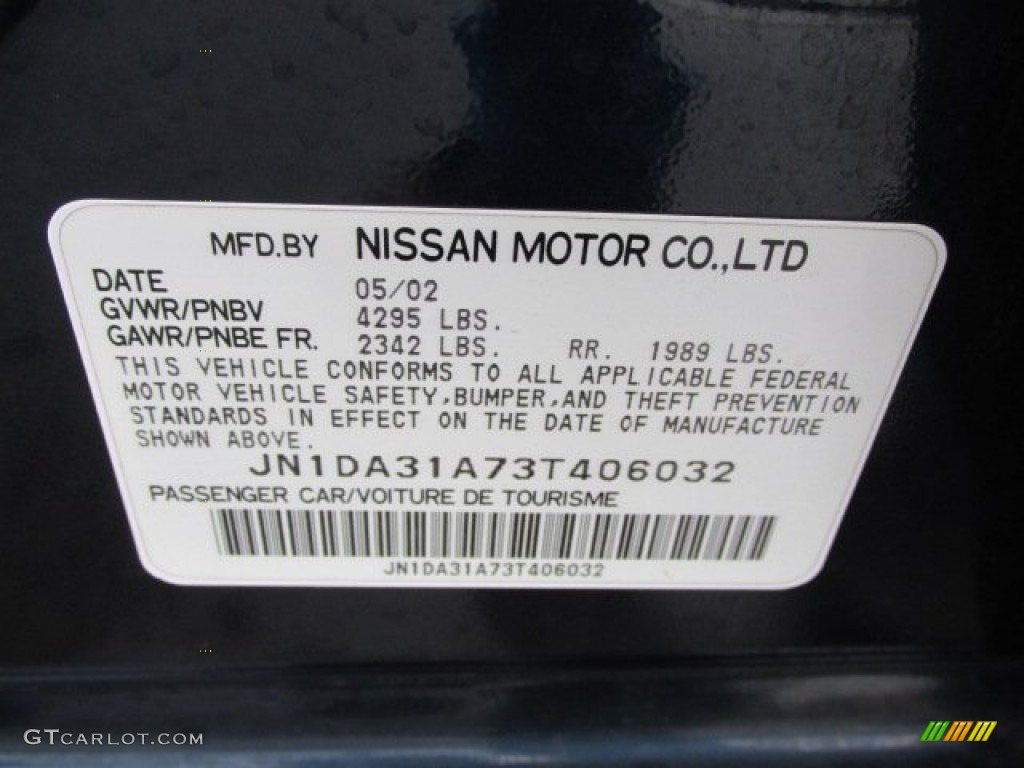 MFD.BY NISSAN MOTOR CO.,LTD
DATE 05/02
GVWR/PNBV 4295 LBS.
GAWR/PNBE FR. 2342 LBS. RR. 1989 LBS.
THIS VEHICLE CONFORMS TO ALL APPLICABLE FEDERAL
MOTOR VEHICLE SAFETY,BUMPER,AND THEFT PREVENTION
STANDARDS IN EFFECT ON THE DATE OF MANUFACTURE
SHOWN ABOVE.
JN1DA31A73T406032
PASSENGER CAR/VOITURE DE TOURISME
JN1DA31A73T406032
GTCARLOT.COM